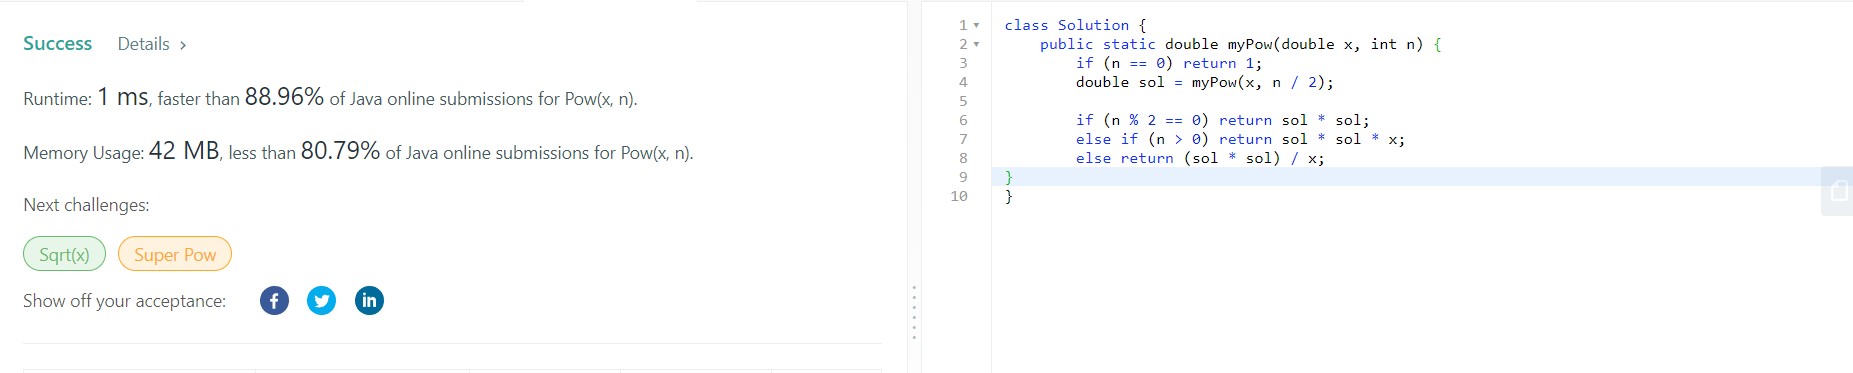 Success Details >
Runtime: 1 ms, faster than 88.96% of Java online submissions for Pow(x, n).
Memory Usage: 42 MB, less than 80.79% of Java online submissions for Pow(x, n).
Next challenges:
Sqrt(x) Super Pow
Show off your acceptance:
f in
1 class Solution {
2     public static double myPow(double x, int n) {
3         if (n == 0) return 1;
4         double sol = myPow(x, n / 2);
5
6         if (n % 2 == 0) return sol * sol;
7         else if (n > 0) return sol * sol * x;
8         else return (sol * sol) / x;
9 }
10 }